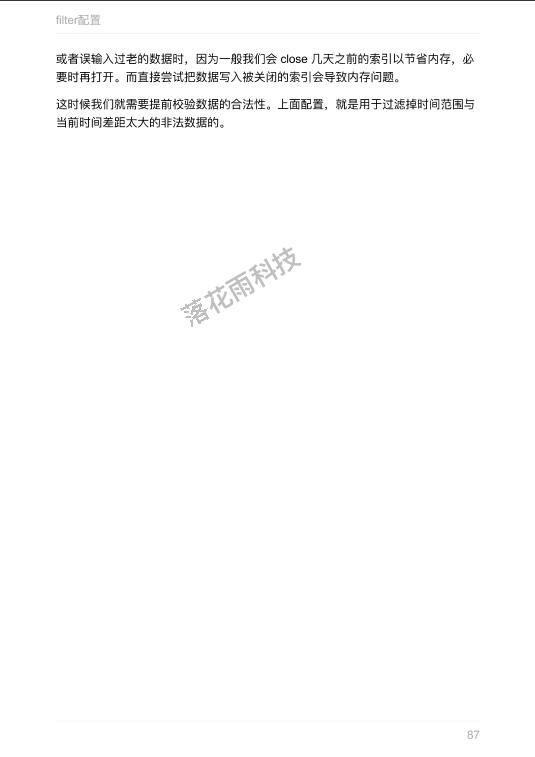 filter配置
或者误输入过老的数据时，因为一般我们会 close 几天之前的索引以节省内存，必
要时再打开。而直接尝试把数据写入被关闭的索引会导致内存问题。
这时候我们就需要提前校验数据的合法性。上面配置，就是用于过滤掉时间范围与
当前时间差距太大的非法数据的。
落花雨科技
87